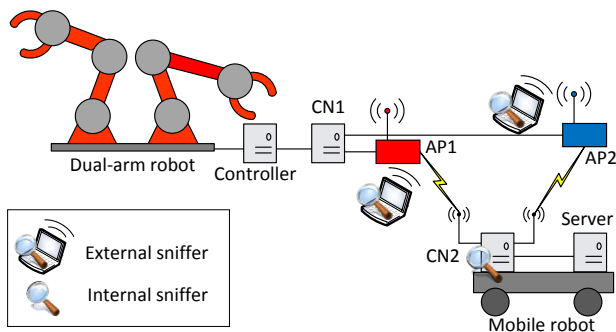 CN1
AP1
AP2
Dual-arm robot
Controller
External sniffer
Internal sniffer
CN2
Server
Mobile robot